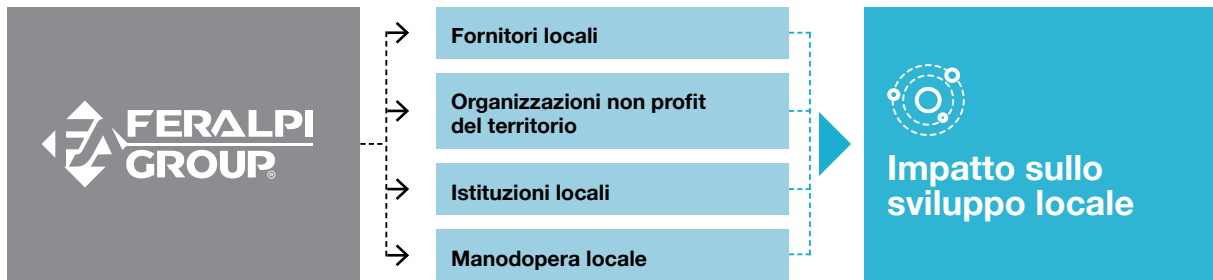 FERALPI
GROUP®
Fornitori locali
Organizzazioni non profit
del territorio
Istituzioni locali
Manodopera locale
Impatto sullo
sviluppo locale